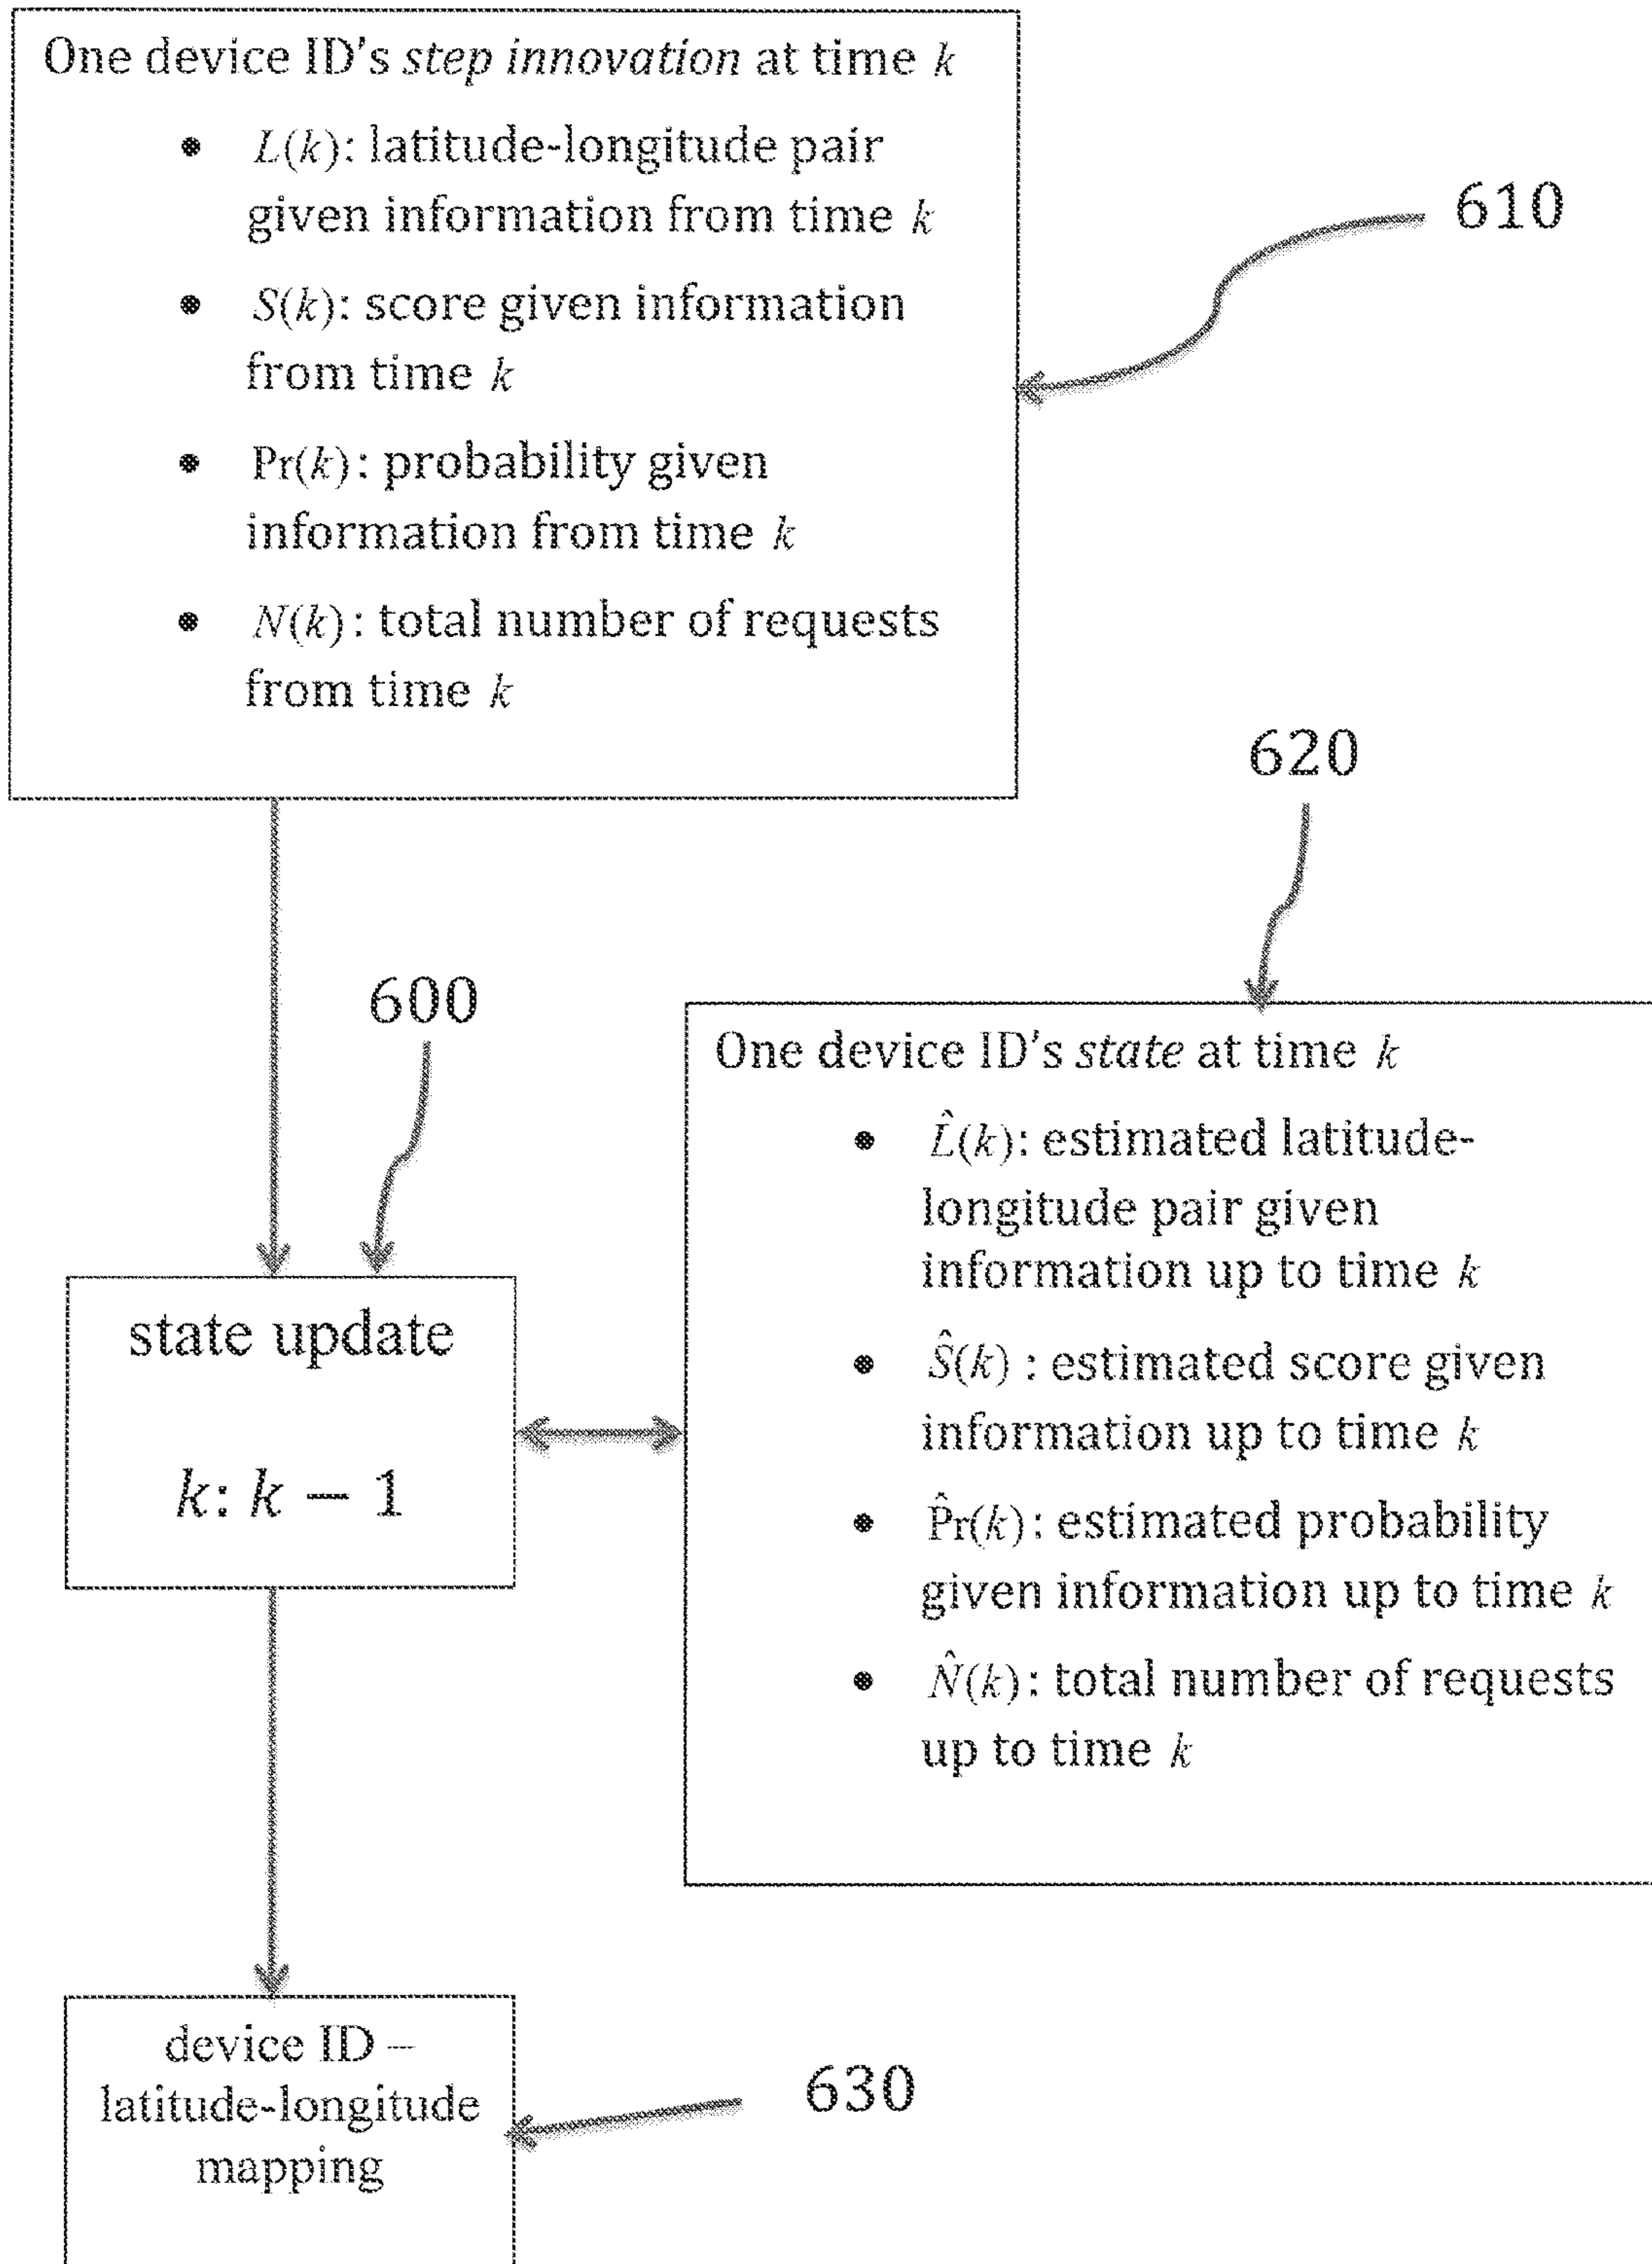 One device ID's step innovation at time k
• L(k): latitude-longitude pair
given information from time k
610
• S(k): score given information
from time k
• Pr(k): probability given
information from time k
• N(k): total number of requests
from time k
620
600
One device ID's state at time k
• L̂(k): estimated latitude-
longitude pair given
information up to time k
state update
• Ŝ(k) : estimated score given
information up to time k
k: k − 1
• P̂r(k): estimated probability
given information up to time k
• N̂(k): total number of requests
up to time k
device ID –
latitude-longitude
mapping
630